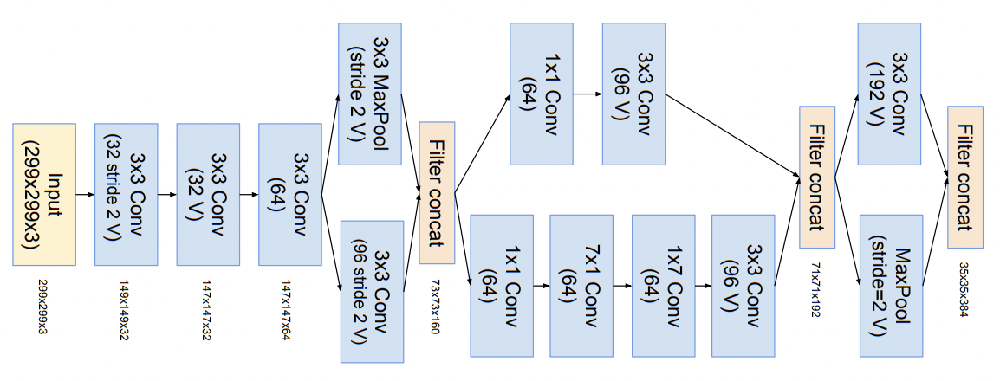 Input
(299x299x3)
299x299x3
3x3 Conv
(32 stride 2 V)
149x149x32
3x3 Conv
(32 V)
147x147x32
3x3 Conv
(64)
147x147x64
3x3 MaxPool
(stride 2 V)
3x3 Conv
(96 stride 2 V)
Filter concat
73x73x160
1x1 Conv
(64)
3x3 Conv
(96 V)
1x1 Conv
(64)
7x1 Conv
(64)
1x7 Conv
(64)
3x3 Conv
(96 V)
Filter concat
71x71x192
3x3 Conv
(192 V)
MaxPool
(stride=2 V)
Filter concat
35x35x384